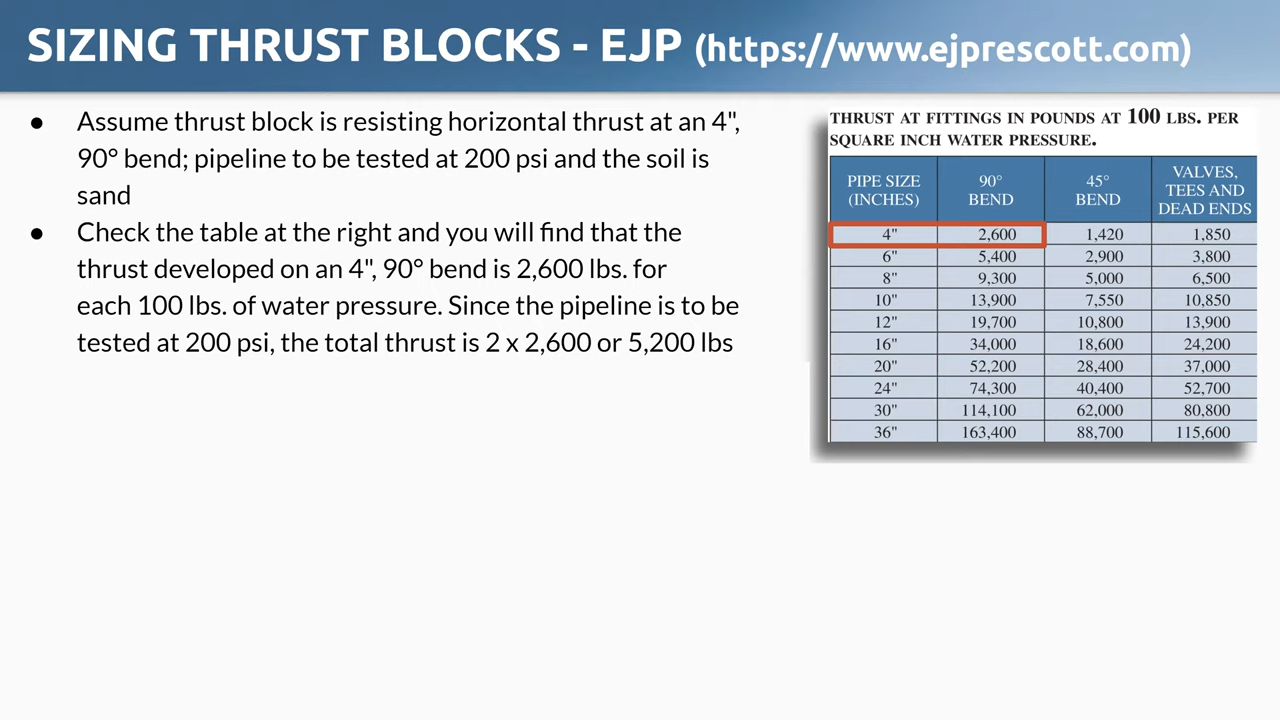 SIZING THRUST BLOCKS - EJP (https://www.ejprescott.com)
● Assume thrust block is resisting horizontal thrust at an 4",
90° bend; pipeline to be tested at 200 psi and the soil is
sand
● Check the table at the right and you will find that the
thrust developed on an 4", 90° bend is 2,600 lbs. for
each 100 lbs. of water pressure. Since the pipeline is to be
tested at 200 psi, the total thrust is 2 x 2,600 or 5,200 lbs
THRUST AT FITTINGS IN POUNDS AT 100 LBS. PER
SQUARE INCH WATER PRESSURE.
PIPE SIZE (INCHES) 90° BEND 45° BEND VALVES, TEES AND DEAD ENDS
4" 2,600 1,420 1,850
6" 5,400 2,900 3,800
8" 9,300 5,000 6,500
10" 13,900 7,550 10,850
12" 19,700 10,800 13,900
16" 34,000 18,600 24,200
20" 52,200 28,400 37,000
24" 74,300 40,400 52,700
30" 114,100 62,000 80,800
36" 163,400 88,700 115,600